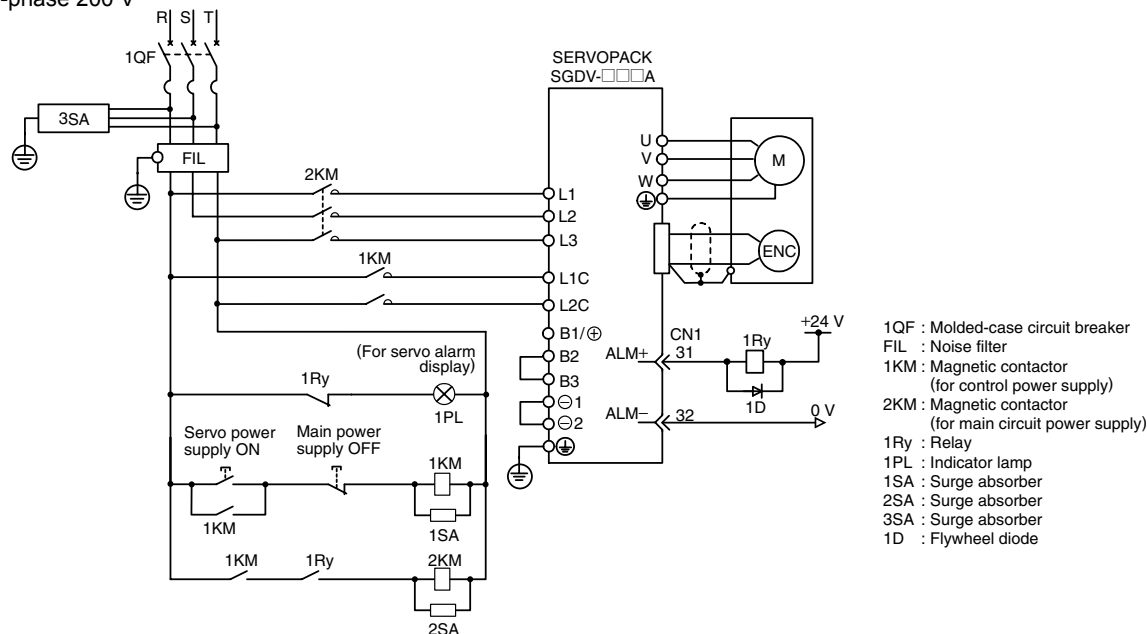 -phase 200 V
R S T
1QF
3SA
FIL
2KM
1KM
SERVOPACK
SGDV-□□□A
L1
L2
L3
L1C
L2C
B1/⊕
B2
B3
⊖1
⊖2
U
V
W
M
ENC
CN1
ALM+ 31
ALM− 32
1Ry
1D
+24 V
0 V
(For servo alarm
display)
1Ry
1PL
Servo power
supply ON
Main power
supply OFF
1KM
1KM
1SA
1KM
1Ry
2KM
2SA
1QF : Molded-case circuit breaker
FIL : Noise filter
1KM : Magnetic contactor
(for control power supply)
2KM : Magnetic contactor
(for main circuit power supply)
1Ry : Relay
1PL : Indicator lamp
1SA : Surge absorber
2SA : Surge absorber
3SA : Surge absorber
1D : Flywheel diode